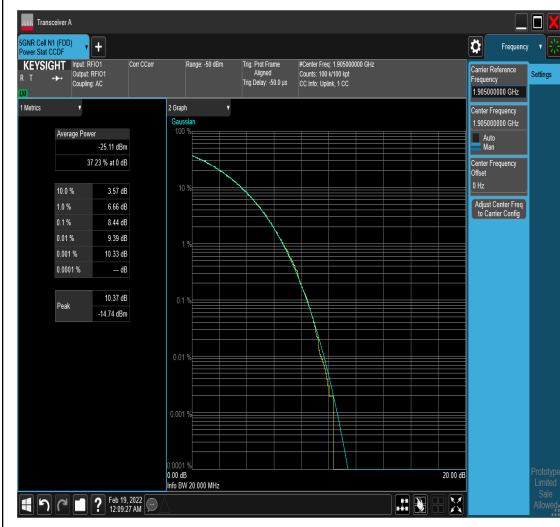 Transceiver A
5GNR Cell N1 (FDD)
Power Stat CCDF
Frequency
KEYSIGHT
R T
Input: RFIO1
Output: RFIO1
Coupling: AC
Corr CCorr
Range: -50 dBm
Trig: Prot Frame
Aligned
Trig Delay: -50.0 µs
#Center Freq: 1.905000000 GHz
Counts: 100 k/100 kpt
CC Info: Uplink, 1 CC
1 Metrics
Average Power
-25.11 dBm
37.23 % at 0 dB
10.0 % 3.57 dB
1.0 % 6.66 dB
0.1 % 8.44 dB
0.01 % 9.39 dB
0.001 % 10.33 dB
0.0001 % --- dB
Peak
10.37 dB
-14.74 dBm
2 Graph
Gaussian
100 %
10 %
1 %
0.1 %
0.01 %
0.001 %
0.0001 %
0.00 dB
20.00 dB
Info BW 20.000 MHz
Carrier Reference
Frequency
1.905000000 GHz
Center Frequency
1.905000000 GHz
Auto
Man
Center Frequency
Offset
0 Hz
Adjust Center Freq
to Carrier Config
Settings
Prototype
Limited
Sale
Allowed
Feb 19, 2022
12:09:27 AM